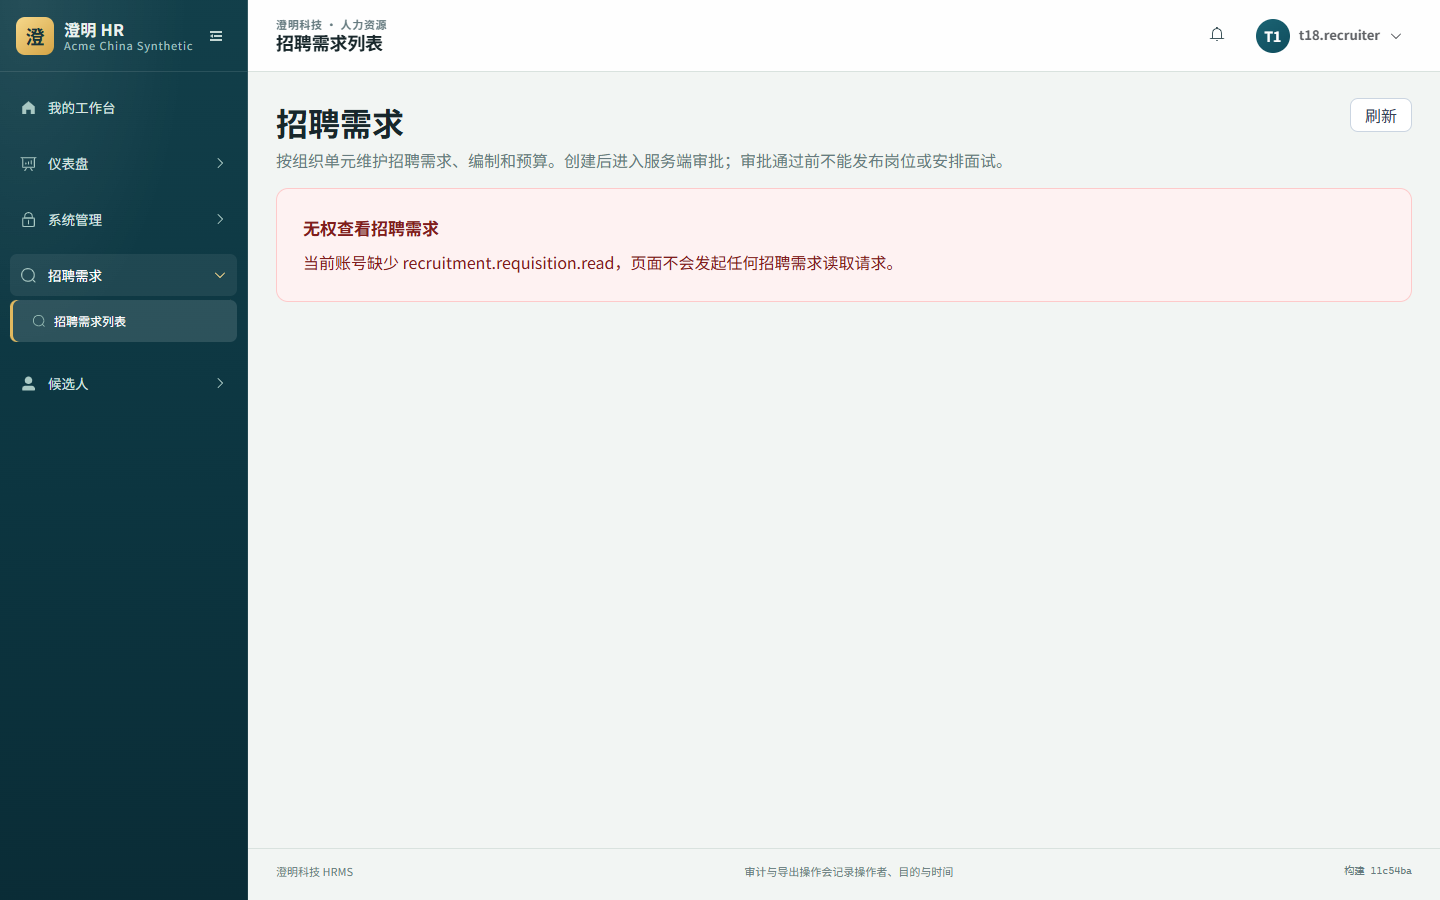 澄
澄明 HR
Acme China Synthetic
我的工作台
仪表盘
系统管理
招聘需求
招聘需求列表
候选人
澄明科技 · 人力资源
招聘需求列表
T1
t18.recruiter
招聘需求
刷新
按组织单元维护招聘需求、编制和预算。创建后进入服务端审批；审批通过前不能发布岗位或安排面试。
无权查看招聘需求
当前账号缺少 recruitment.requisition.read，页面不会发起任何招聘需求读取请求。
澄明科技 HRMS
审计与导出操作会记录操作者、目的与时间
构建 11c54ba